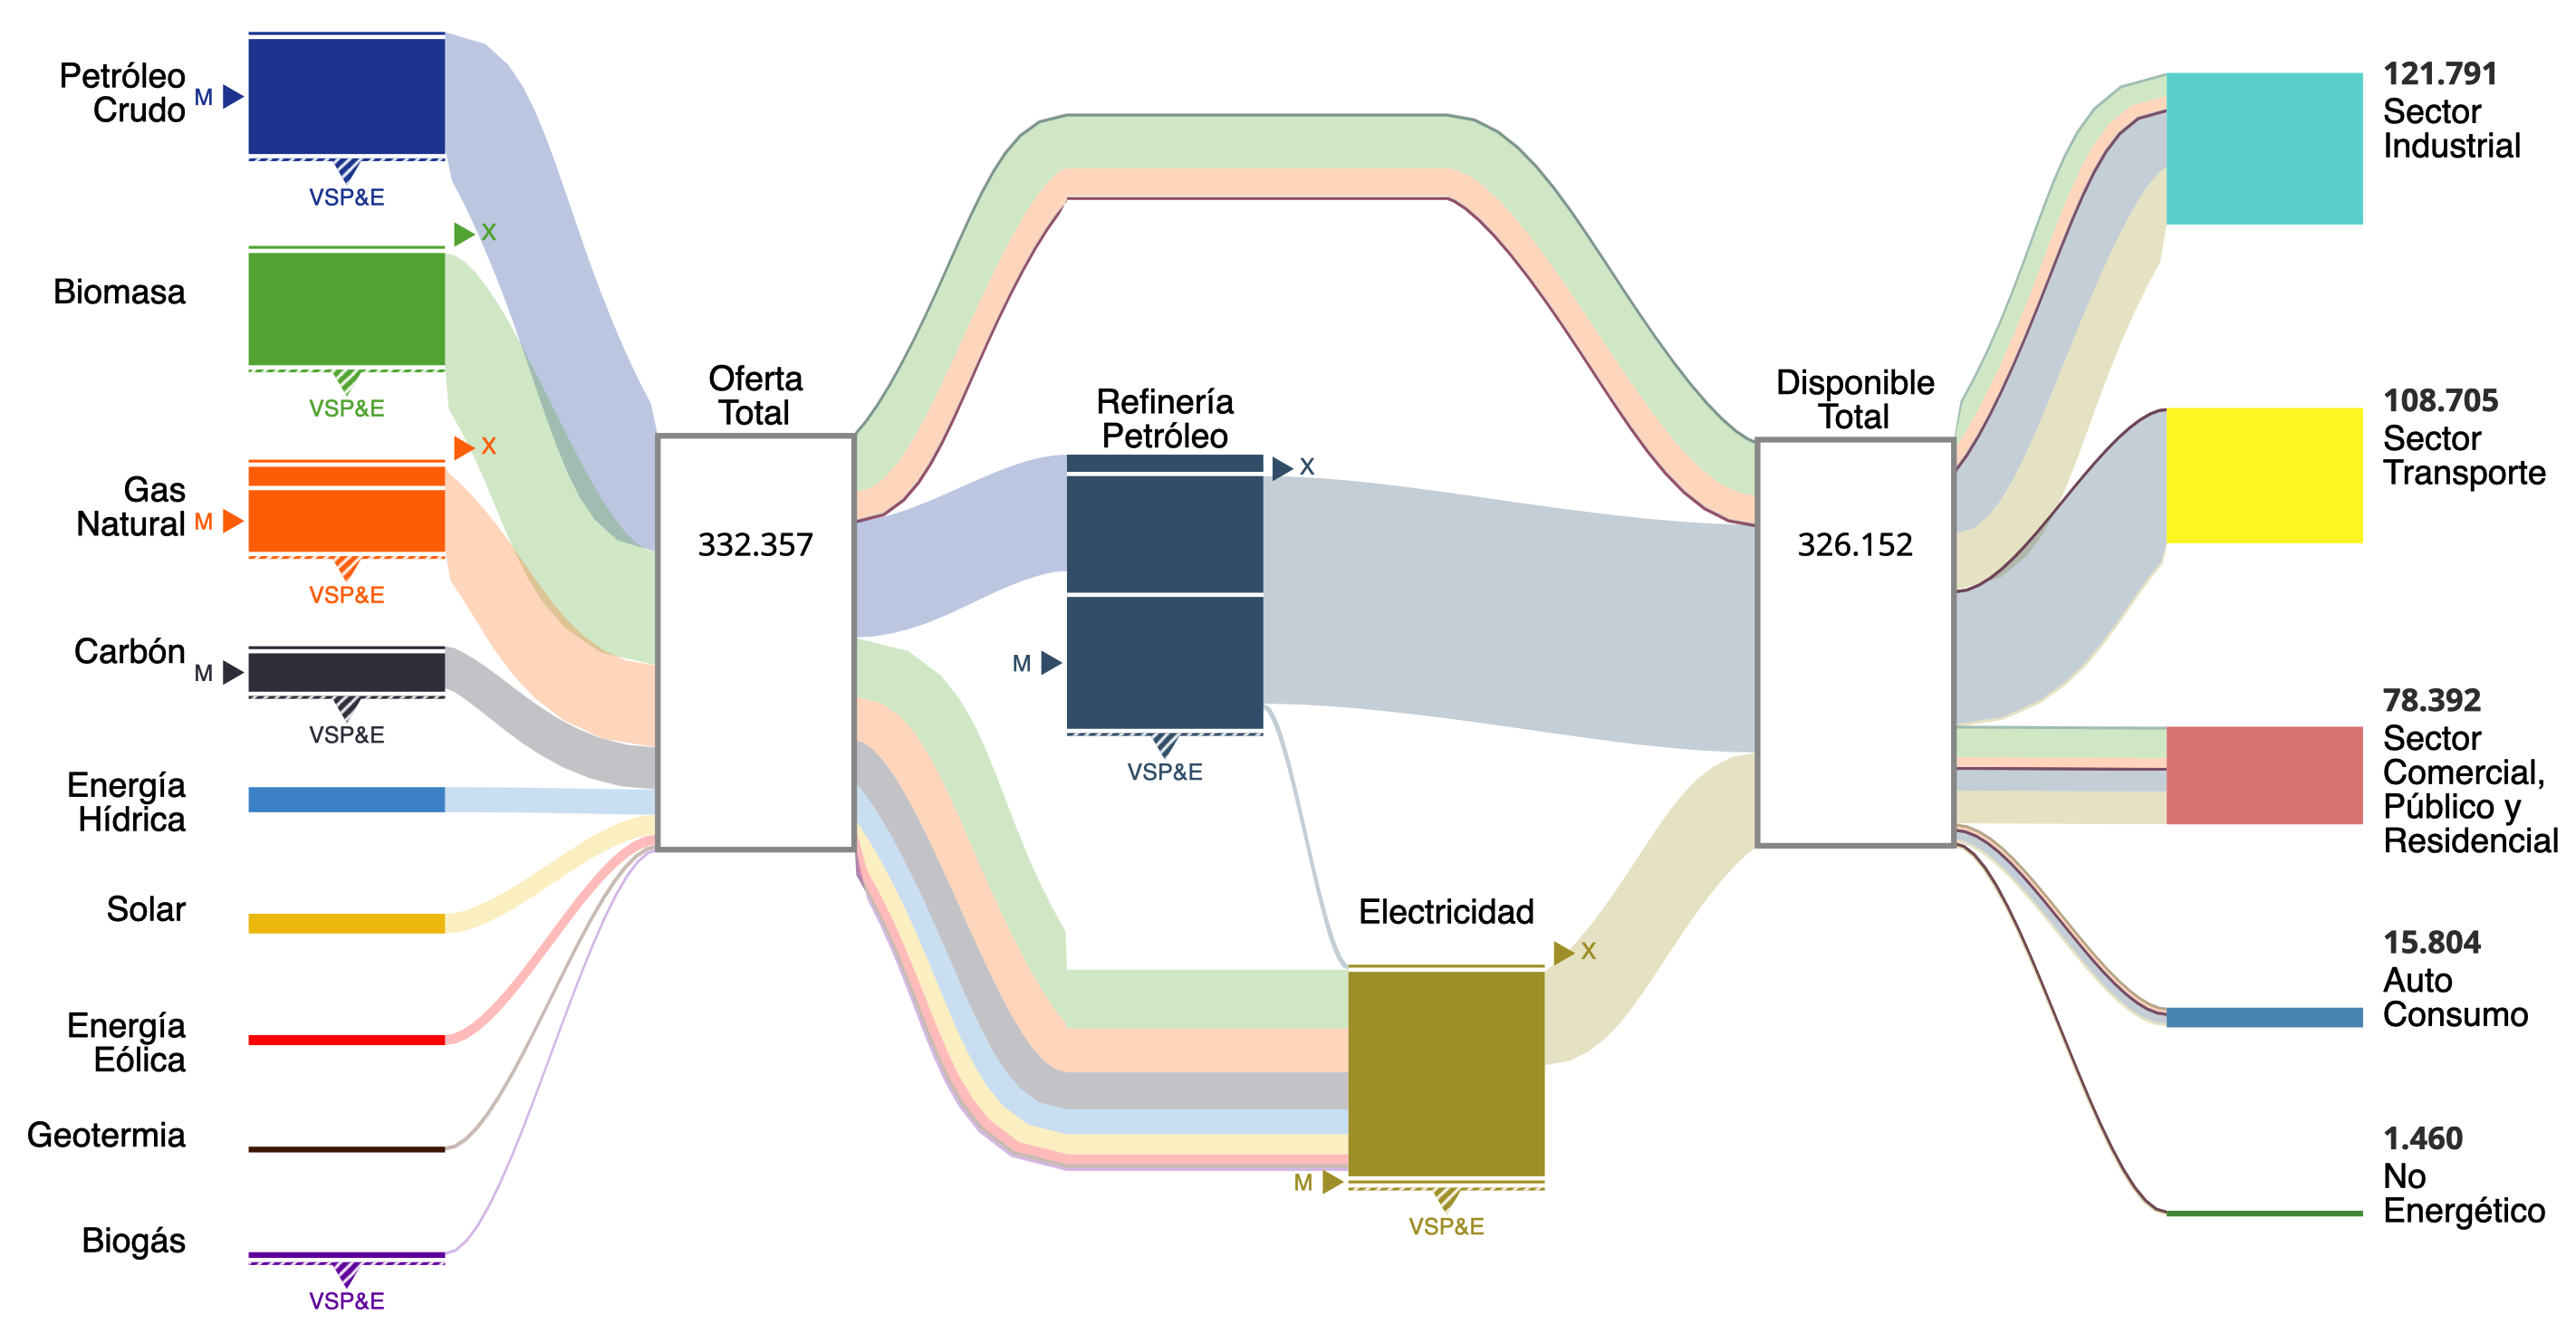 Petróleo
Crudo
M
VSP&E
X
Biomasa
VSP&E
X
Gas
Natural
M
VSP&E
Carbón
M
VSP&E
Energía
Hídrica
Solar
Energía
Eólica
Geotermia
Biogás
VSP&E
Oferta
Total
332.357
Refinería
Petróleo
X
M
VSP&E
Electricidad
X
M
VSP&E
Disponible
Total
326.152
121.791
Sector
Industrial
108.705
Sector
Transporte
78.392
Sector
Comercial,
Público y
Residencial
15.804
Auto
Consumo
1.460
No
Energético